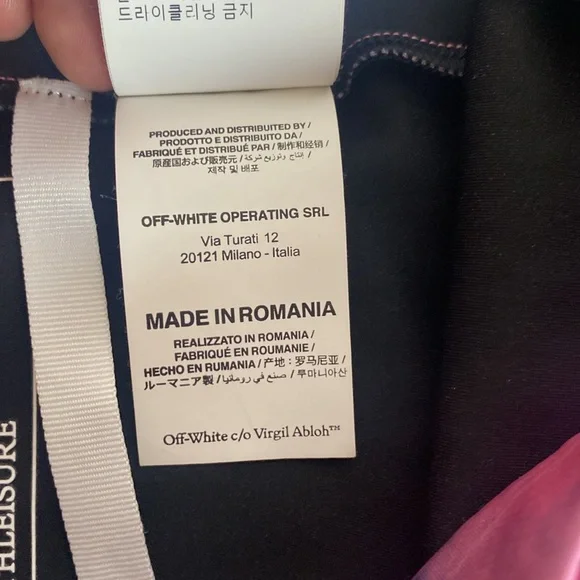 드라이클리닝 금지
PRODUCED AND DISTRIBUTED BY /
PRODOTTO E DISTRIBUITO DA /
FABRIQUÉ ET DISTRIBUÉ PAR / 制作和经销 /
原産国および販売元 / إنتاج وتوزيع شركة /
제작 및 배포
OFF-WHITE OPERATING SRL
Via Turati 12
20121 Milano - Italia
MADE IN ROMANIA
REALIZZATO IN ROMANIA /
FABRIQUÉ EN ROUMANIE /
HECHO EN RUMANIA / 产地：罗马尼亚 /
ルーマニア製 / صنع في رومانيا / 루마니아산
Off-White c/o Virgil Abloh™